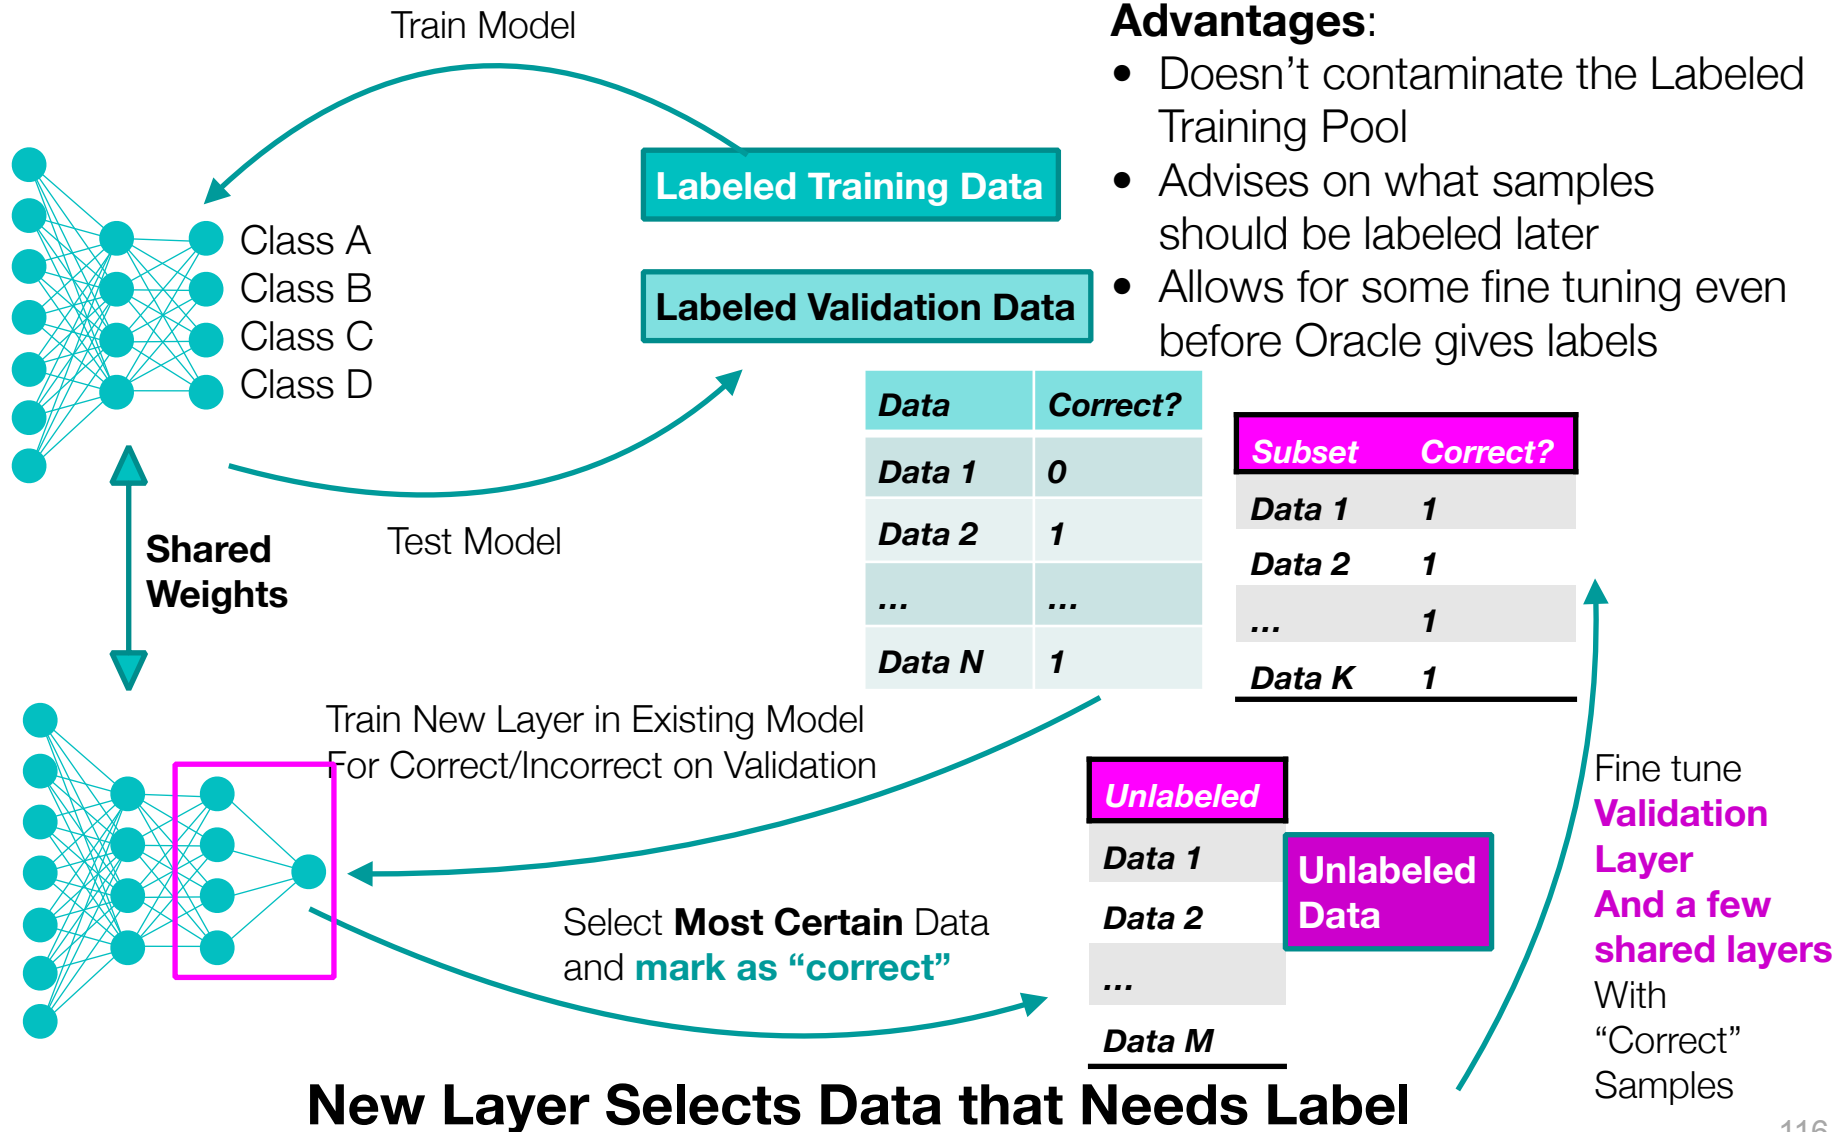 Train Model
Advantages:
• Doesn’t contaminate the Labeled
Training Pool
• Advises on what samples
should be labeled later
• Allows for some fine tuning even
before Oracle gives labels
Labeled Training Data
Labeled Validation Data
Class A
Class B
Class C
Class D
Test Model
Shared
Weights
Data Correct?
Data 1 0
Data 2 1
... ...
Data N 1
Subset Correct?
Data 1 1
Data 2 1
... 1
Data K 1
Train New Layer in Existing Model
For Correct/Incorrect on Validation
Select Most Certain Data
and mark as “correct”
Unlabeled
Data 1
Data 2
...
Data M
Unlabeled
Data
Fine tune
Validation
Layer
And a few
shared layers
With
“Correct”
Samples
New Layer Selects Data that Needs Label
116